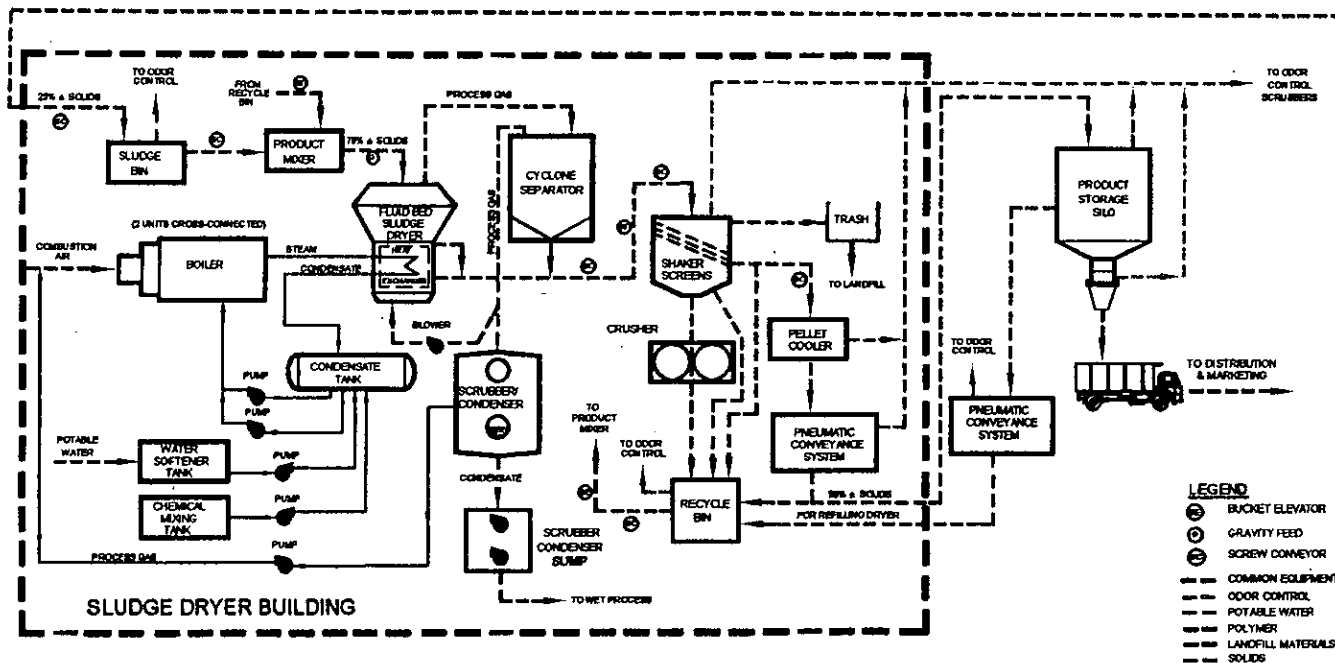 TO ODOR
CONTROL
FROM
RECYCLE
BIN
PROCESS GAS
TO ODOR
CONTROL
SCRUBBERS
25% ± SOLIDS
SLUDGE
BIN
PRODUCT
MIXER
± SOLIDS
CYCLONE
SEPARATOR
PROCESS GAS
PRODUCT
STORAGE
SILO
FLUID BED
SLUDGE
DRYER
HEAT
EXCHANGER
(2 UNITS CROSS-CONNECTED)
COMBUSTION
AIR
BOILER
STEAM
CONDENSATE
SHAKER
SCREENS
TRASH
TO LANDFILL
BLOWER
CRUSHER
PELLET
COOLER
TO ODOR
CONTROL
CONDENSATE
TANK
SCRUBBER/
CONDENSER
TO DISTRIBUTION
& MARKETING
PUMP
PUMP
TO
PRODUCT
MIXER
TO ODOR
CONTROL
PNEUMATIC
CONVEYANCE
SYSTEM
PNEUMATIC
CONVEYANCE
SYSTEM
POTABLE
WATER
WATER
SOFTENER
TANK
PUMP
CONDENSATE
± SOLIDS
RECYCLE
BIN
FOR REFILLING DRYER
CHEMICAL
MIXING
TANK
PUMP
SCRUBBER
CONDENSER
SUMP
PROCESS GAS
PUMP
TO WET PROCESS
SLUDGE DRYER BUILDING
LEGEND
BUCKET ELEVATOR
GRAVITY FEED
SCREW CONVEYOR
COMMON EQUIPMENT
ODOR CONTROL
POTABLE WATER
POLYMER
LANDFILL MATERIALS
SOLIDS